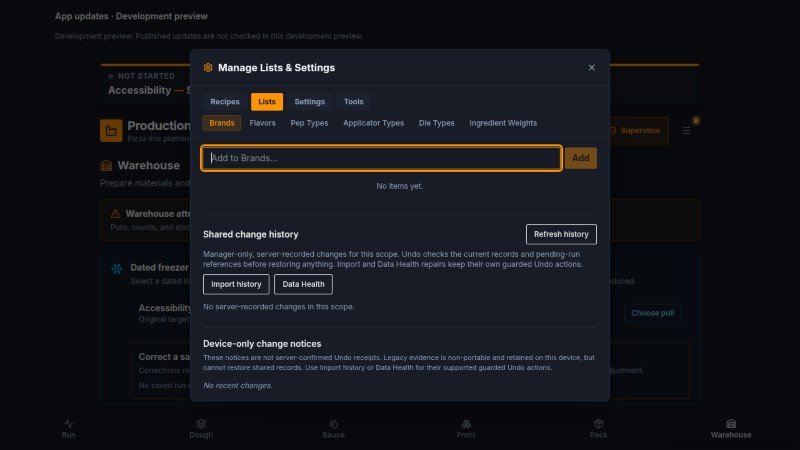 App updates · Development preview
Development preview. Published updates are not checked in this development preview.
NOT STARTED
Accessibility — S
Production
Pizza line planning
Supervisor
6
Warehouse
Prepare materials and
Warehouse atte
Pulls, counts, and stoc
Dated freezer
Select a dated lo
oduced.
Accessibility
Original target
Choose pull
Correct a sa
Corrections re
adjustment.
No saved run c
Manage Lists & Settings
Recipes
Lists
Settings
Tools
Brands
Flavors
Pep Types
Applicator Types
Die Types
Ingredient Weights
Add to Brands...
Add
No items yet.
Shared change history
Refresh history
Manager-only, server-recorded changes for this scope. Undo checks the current records and pending-run
references before restoring anything. Import and Data Health repairs keep their own guarded Undo actions.
Import history
Data Health
No server-recorded changes in this scope.
Device-only change notices
These notices are not server-confirmed Undo receipts. Legacy evidence is non-portable and retained on this device, but
cannot restore shared records. Use Import history or Data Health for their supported guarded Undo actions.
No recent changes.
Run
Dough
Sauce
Front
Pack
Warehouse